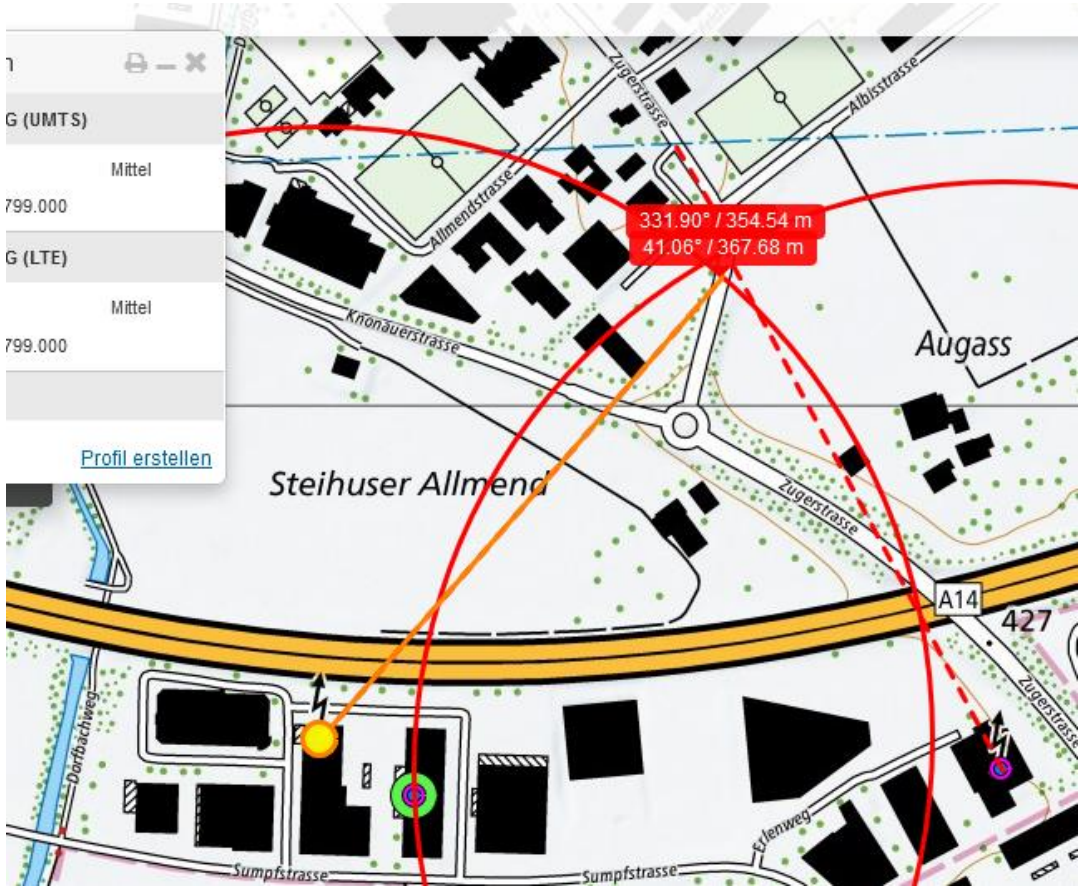 n
G (UMTS)
Mittel
799.000
G (LTE)
Mittel
799.000
Profil erstellen
Zugerstrasse
Albisstrasse
Allmendstrasse
331.90° / 354.54 m
41.06° / 367.68 m
Knonauerstrasse
Augass
Steihuser Allmend
Zugerstrasse
A14
427
Zugerstrasse
Dorfbachweg
Erlenweg
Sumpfstrasse
Sumpfstrasse